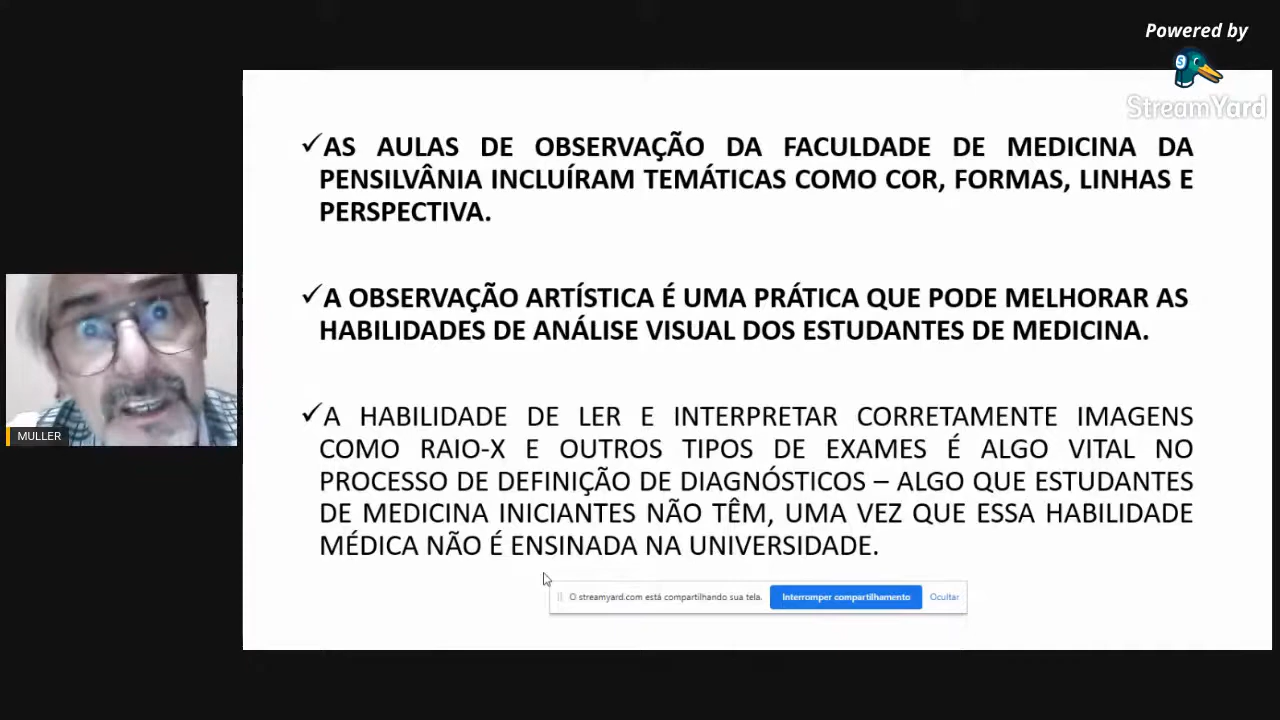 Powered by
StreamYard
✓AS AULAS DE OBSERVAÇÃO DA FACULDADE DE MEDICINA DA
PENSILVÂNIA INCLUÍRAM TEMÁTICAS COMO COR, FORMAS, LINHAS E
PERSPECTIVA.
✓A OBSERVAÇÃO ARTÍSTICA É UMA PRÁTICA QUE PODE MELHORAR AS
HABILIDADES DE ANÁLISE VISUAL DOS ESTUDANTES DE MEDICINA.
✓A HABILIDADE DE LER E INTERPRETAR CORRETAMENTE IMAGENS
COMO RAIO-X E OUTROS TIPOS DE EXAMES É ALGO VITAL NO
PROCESSO DE DEFINIÇÃO DE DIAGNÓSTICOS – ALGO QUE ESTUDANTES
DE MEDICINA INICIANTES NÃO TÊM, UMA VEZ QUE ESSA HABILIDADE
MÉDICA NÃO É ENSINADA NA UNIVERSIDADE.
MULLER
O streamyard.com está compartilhando sua tela. Interromper compartilhamento Ocultar